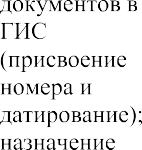 документов в
ГИС
(присвоение
номера и
датирование);
назначение